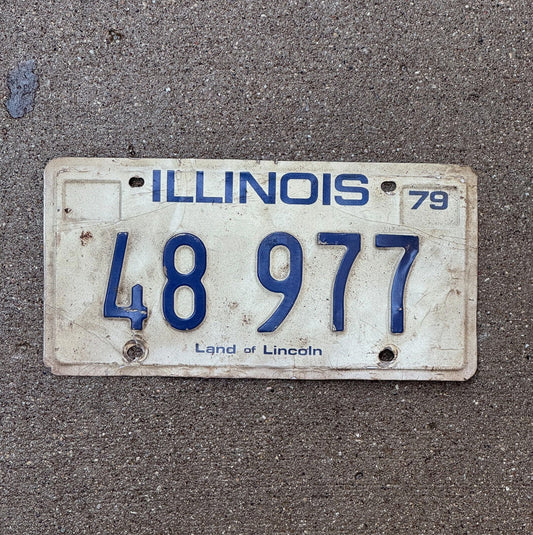 ILLINOIS
79
48 977
Land of Lincoln